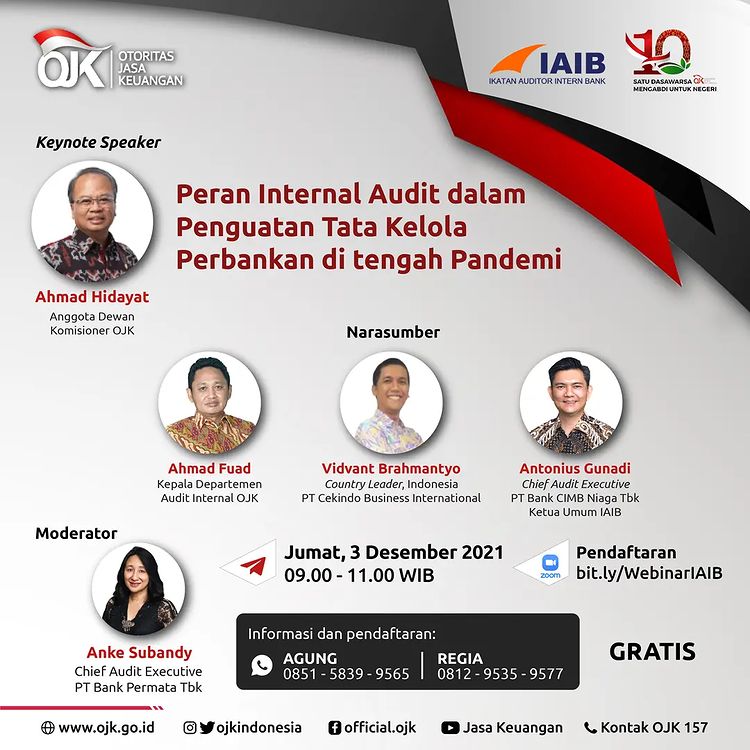 OJK
OTORITAS
JASA
KEUANGAN
IAIB
IKATAN AUDITOR INTERN BANK
10
SATU DASAWARSA OJK
MENGABDI UNTUK NEGERI
Keynote Speaker
Peran Internal Audit dalam
Penguatan Tata Kelola
Perbankan di tengah Pandemi
Ahmad Hidayat
Anggota Dewan
Komisioner OJK
Narasumber
Ahmad Fuad
Kepala Departemen
Audit Internal OJK
Vidvant Brahmantyo
Country Leader, Indonesia
PT Cekindo Business International
Antonius Gunadi
Chief Audit Executive
PT Bank CIMB Niaga Tbk
Ketua Umum IAIB
Moderator
Anke Subandy
Chief Audit Executive
PT Bank Permata Tbk
Jumat, 3 Desember 2021
09.00 - 11.00 WIB
zoom
Pendaftaran
bit.ly/WebinarIAIB
Informasi dan pendaftaran:
AGUNG
0851 - 5839 - 9565
REGIA
0812 - 9535 - 9577
GRATIS
www.ojk.go.id
ojkindonesia
official.ojk
Jasa Keuangan
Kontak OJK 157